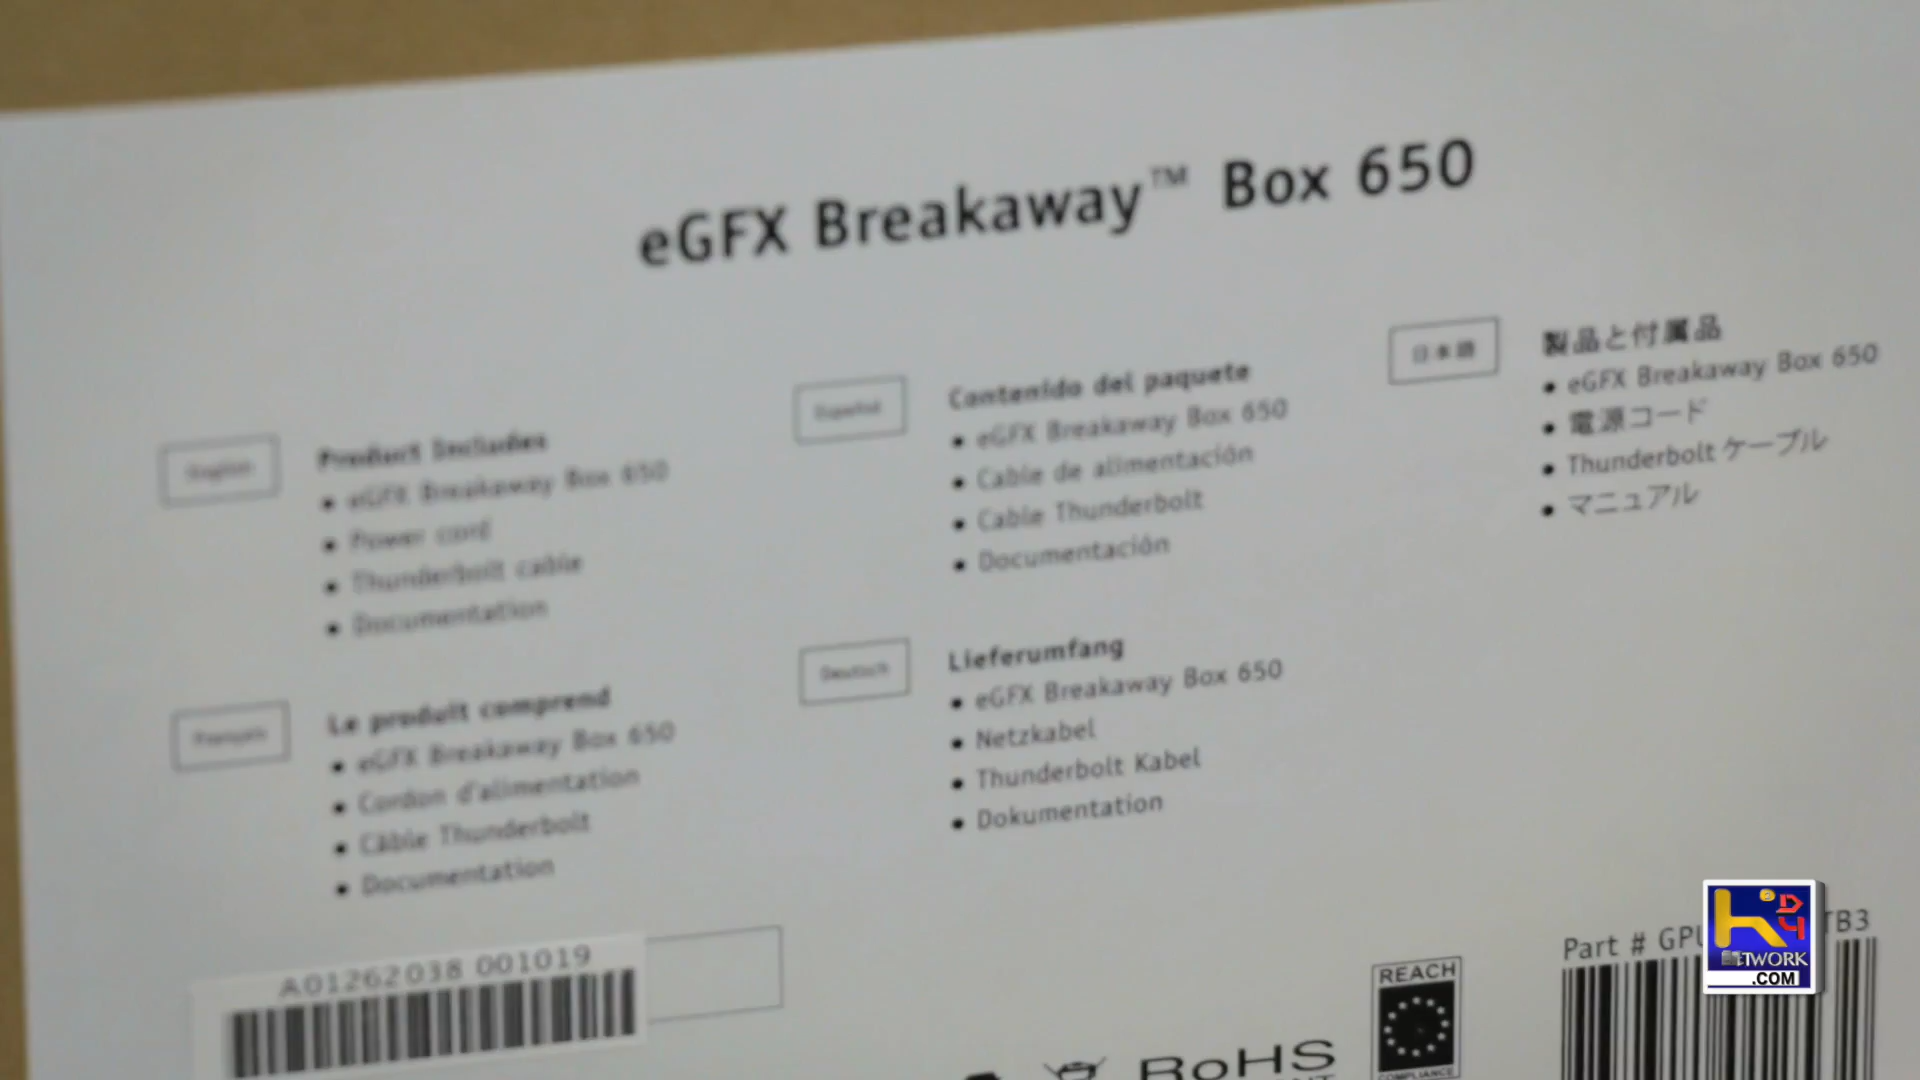 eGFX Breakaway™ Box 650
English
Product Includes
• eGFX Breakaway Box 650
• Power cord
• Thunderbolt cable
• Documentation
Français
Le produit comprend
• eGFX Breakaway Box 650
• Cordon d'alimentation
• Câble Thunderbolt
• Documentation
Español
Contenido del paquete
• eGFX Breakaway Box 650
• Cable de alimentación
• Cable Thunderbolt
• Documentación
Deutsch
Lieferumfang
• eGFX Breakaway Box 650
• Netzkabel
• Thunderbolt Kabel
• Dokumentation
日本語
製品と付属品
• eGFX Breakaway Box 650
• 電源コード
• Thunderbolt ケーブル
• マニュアル
A01262038 001019
RoHS
REACH
COMPLIANCE
Part # GPU TB3
.COM